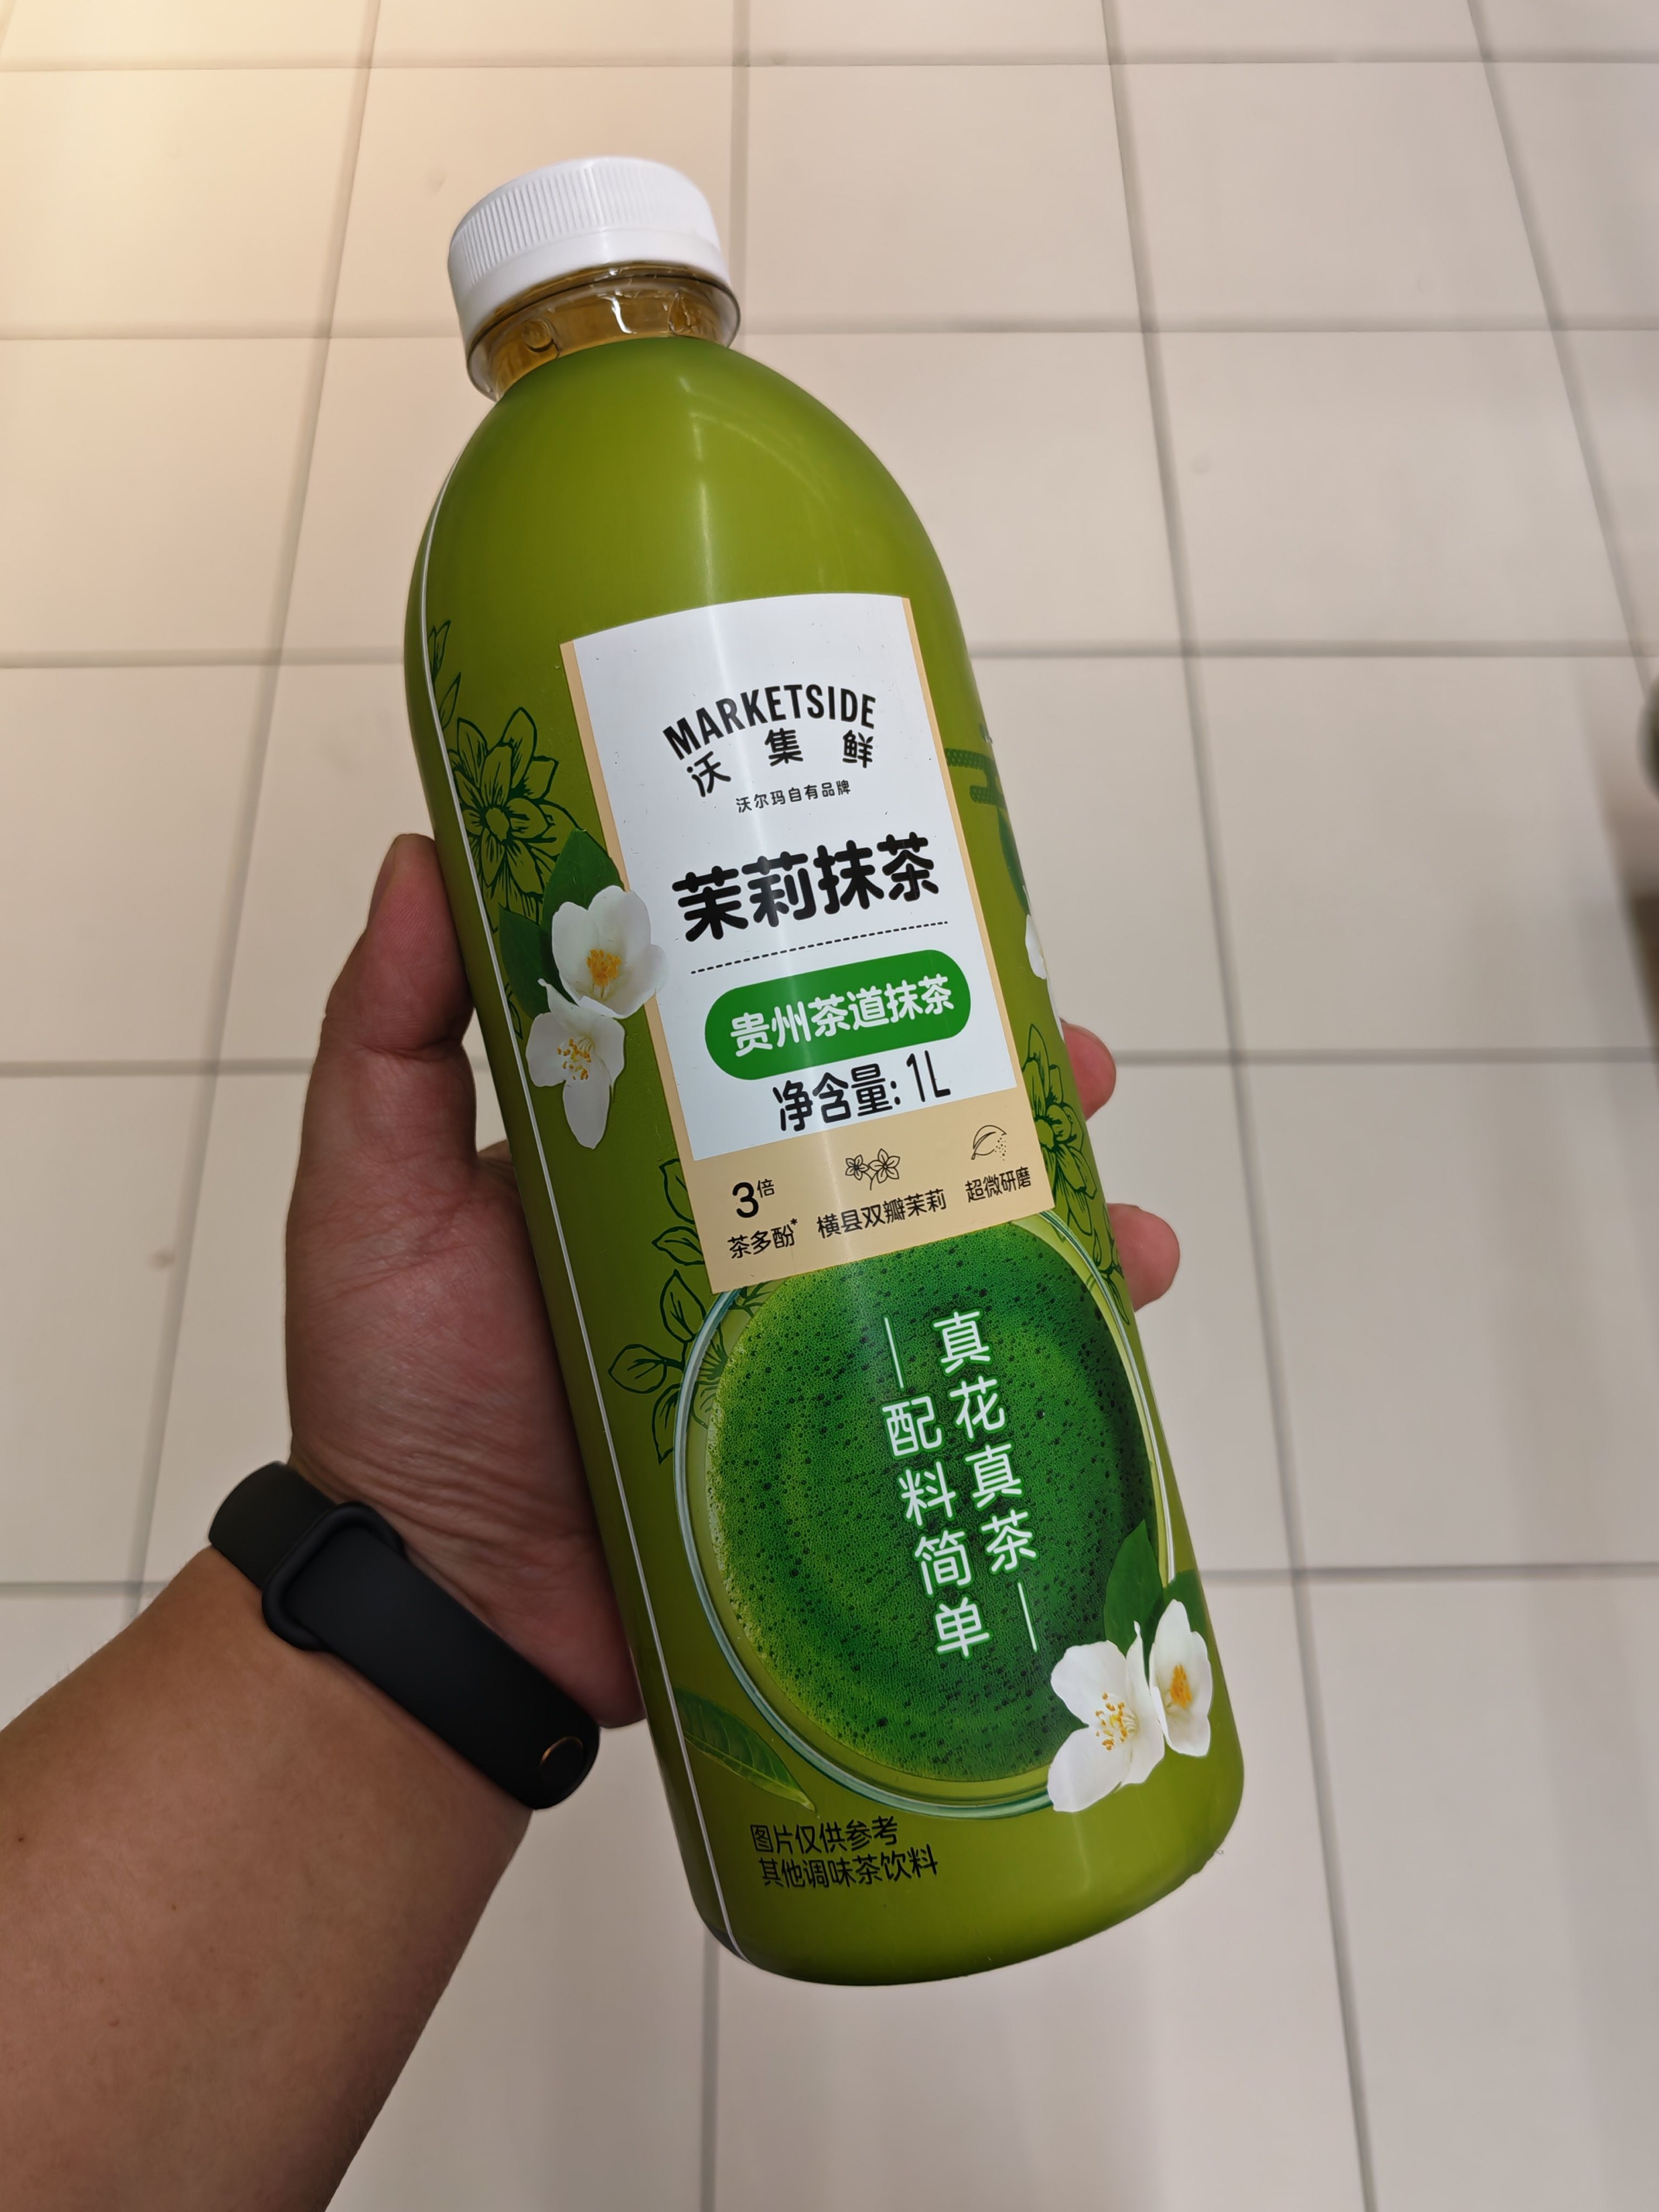 MARKETSIDE
沃集鲜
沃尔玛自有品牌
茉莉抹茶
贵州茶道抹茶
净含量: 1L
3倍
茶多酚*
横县双瓣茉莉
超微研磨
真花真茶
配料简单
图片仅供参考
其他调味茶饮料